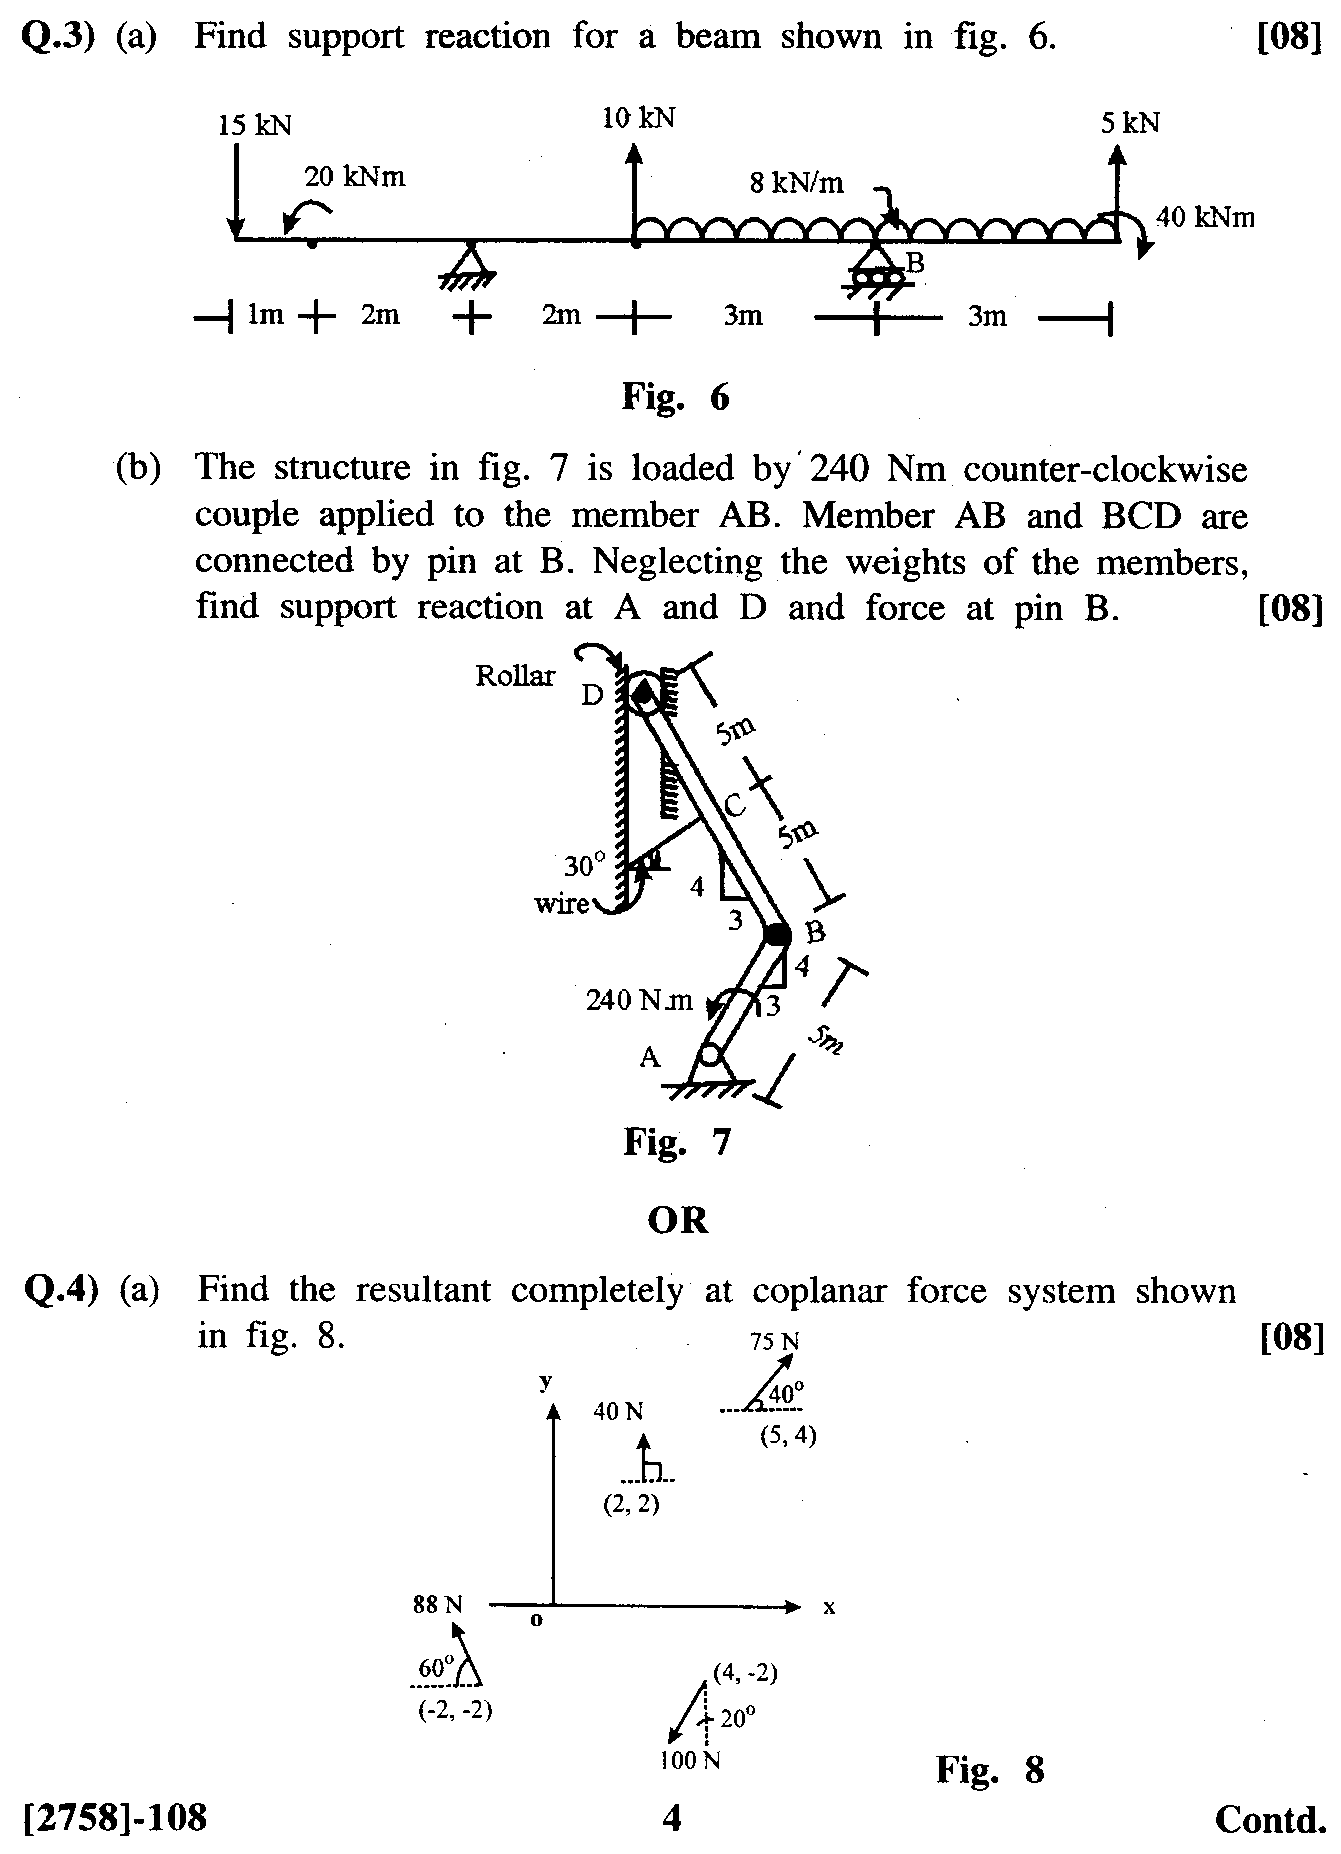 Q.3) (a) Find support reaction for a beam shown in fig. 6. [08]
15 kN
10 kN
5 kN
20 kNm
8 kN/m
40 kNm
B
1m
2m
2m
3m
3m
Fig. 6
(b) The structure in fig. 7 is loaded by 240 Nm counter-clockwise
couple applied to the member AB. Member AB and BCD are
connected by pin at B. Neglecting the weights of the members,
find support reaction at A and D and force at pin B. [08]
Rollar
D
5m
C
5m
30°
4
wire
3
B
4
240 N.m
3
5m
A
Fig. 7
OR
Q.4) (a) Find the resultant completely at coplanar force system shown
in fig. 8. [08]
75 N
y
40 N
40°
(5, 4)
(2, 2)
88 N
o
x
60°
(4, -2)
(-2, -2)
20°
100 N
Fig. 8
[2758]-108 4 Contd.